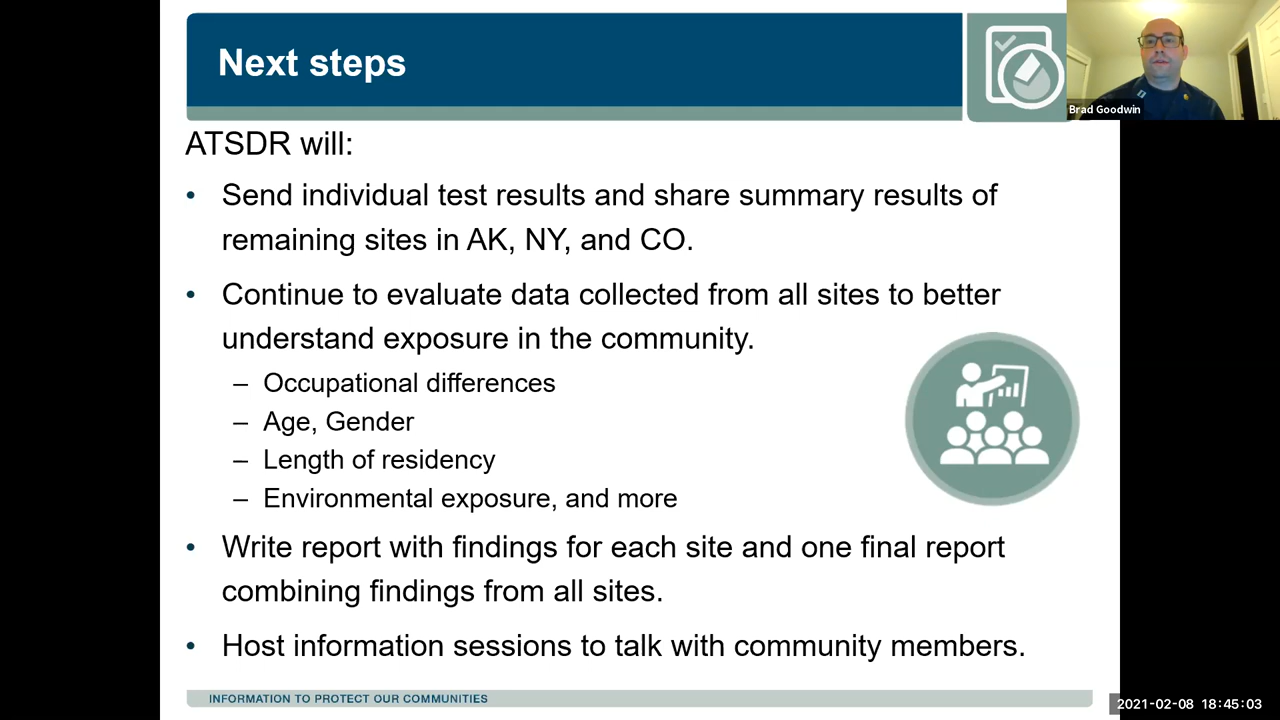 Next steps
Brad Goodwin
ATSDR will:
• Send individual test results and share summary results of
remaining sites in AK, NY, and CO.
• Continue to evaluate data collected from all sites to better
understand exposure in the community.
– Occupational differences
– Age, Gender
– Length of residency
– Environmental exposure, and more
• Write report with findings for each site and one final report
combining findings from all sites.
• Host information sessions to talk with community members.
INFORMATION TO PROTECT OUR COMMUNITIES
2021-02-08 18:45:03